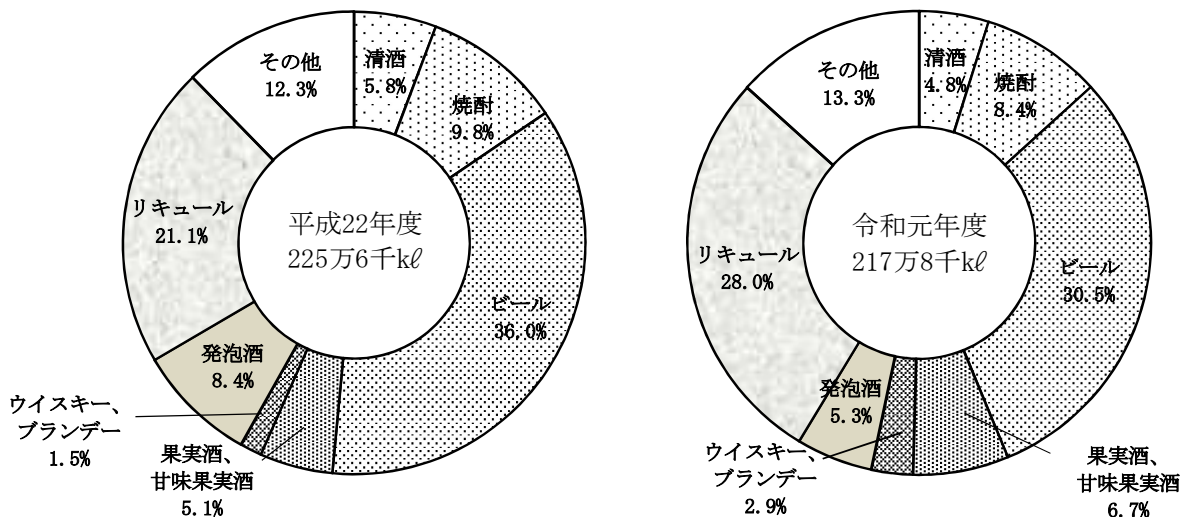 その他
12.3%
清酒
5.8%
焼酎
9.8%
リキュール
21.1%
平成22年度
225万6千kℓ
ビール
36.0%
発泡酒
8.4%
ウイスキー、
ブランデー
1.5%
果実酒、
甘味果実酒
5.1%
その他
13.3%
清酒
4.8%
焼酎
8.4%
リキュール
28.0%
令和元年度
217万8千kℓ
ビール
30.5%
発泡酒
5.3%
ウイスキー、
ブランデー
2.9%
果実酒、
甘味果実酒
6.7%